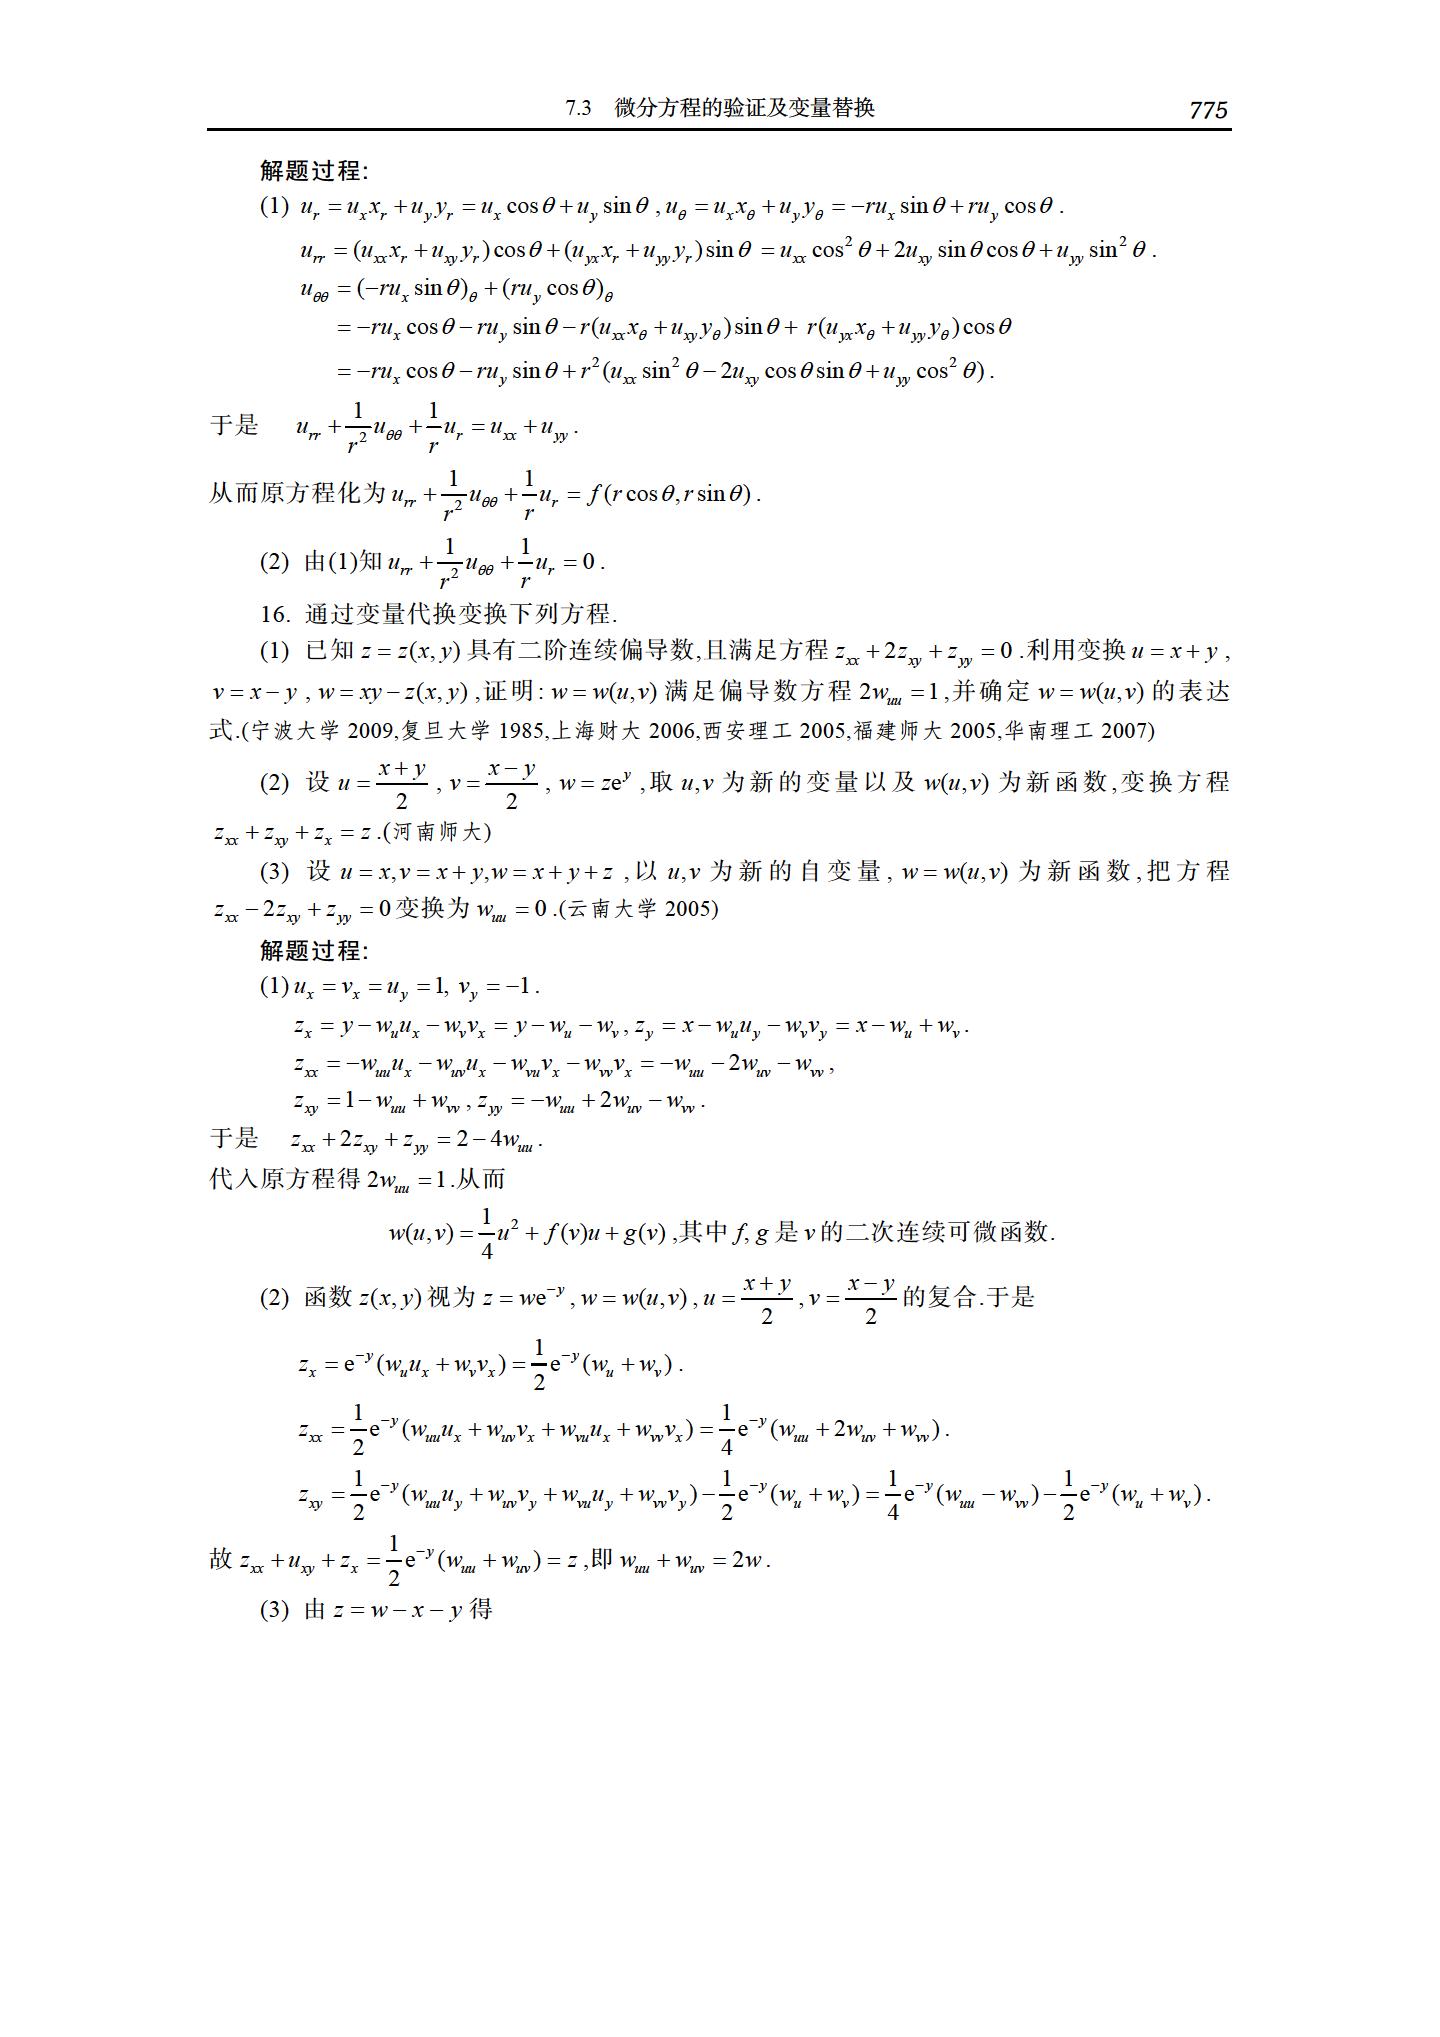 7.3 微分方程的验证及变量替换 775
解题过程:
(1) $u_r = u_x x_r + u_y y_r = u_x \cos\theta + u_y \sin\theta$ , $u_\theta = u_x x_\theta + u_y y_\theta = -ru_x \sin\theta + ru_y \cos\theta$ .
$u_{rr} = (u_{xx} x_r + u_{xy} y_r)\cos\theta + (u_{yx} x_r + u_{yy} y_r)\sin\theta = u_{xx}\cos^2\theta + 2u_{xy}\sin\theta\cos\theta + u_{yy}\sin^2\theta$ .
$u_{\theta\theta} = (-ru_x \sin\theta)_\theta + (ru_y \cos\theta)_\theta$
$= -ru_x \cos\theta - ru_y \sin\theta - r(u_{xx} x_\theta + u_{xy} y_\theta)\sin\theta + r(u_{yx} x_\theta + u_{yy} y_\theta)\cos\theta$
$= -ru_x \cos\theta - ru_y \sin\theta + r^2(u_{xx}\sin^2\theta - 2u_{xy}\cos\theta\sin\theta + u_{yy}\cos^2\theta)$ .
于是 $u_{rr} + \frac{1}{r^2}u_{\theta\theta} + \frac{1}{r}u_r = u_{xx} + u_{yy}$ .
从而原方程化为 $u_{rr} + \frac{1}{r^2}u_{\theta\theta} + \frac{1}{r}u_r = f(r\cos\theta, r\sin\theta)$ .
(2) 由(1)知 $u_{rr} + \frac{1}{r^2}u_{\theta\theta} + \frac{1}{r}u_r = 0$ .
16. 通过变量代换变换下列方程.
(1) 已知 $z = z(x, y)$ 具有二阶连续偏导数,且满足方程 $z_{xx} + 2z_{xy} + z_{yy} = 0$ .利用变换 $u = x + y$ ,
$v = x - y$ , $w = xy - z(x, y)$ ,证明: $w = w(u, v)$ 满足偏导数方程 $2w_{uu} = 1$ ,并确定 $w = w(u, v)$ 的表达
式.(宁波大学 2009,复旦大学 1985,上海财大 2006,西安理工 2005,福建师大 2005,华南理工 2007)
(2) 设 $u = \frac{x+y}{2}$ , $v = \frac{x-y}{2}$ , $w = ze^y$ ,取 $u, v$ 为新的变量以及 $w(u, v)$ 为新函数,变换方程
$z_{xx} + z_{xy} + z_x = z$ .(河南师大)
(3) 设 $u = x, v = x + y, w = x + y + z$ ,以 $u, v$ 为新的自变量, $w = w(u, v)$ 为新函数,把方程
$z_{xx} - 2z_{xy} + z_{yy} = 0$ 变换为 $w_{uu} = 0$ .(云南大学 2005)
解题过程:
(1) $u_x = v_x = u_y = 1, v_y = -1$ .
$z_x = y - w_u u_x - w_v v_x = y - w_u - w_v$ , $z_y = x - w_u u_y - w_v v_y = x - w_u + w_v$ .
$z_{xx} = -w_{uu}u_x - w_{uv}u_x - w_{vu}v_x - w_{vv}v_x = -w_{uu} - 2w_{uv} - w_{vv}$ ,
$z_{xy} = 1 - w_{uu} + w_{vv}$ , $z_{yy} = -w_{uu} + 2w_{uv} - w_{vv}$ .
于是 $z_{xx} + 2z_{xy} + z_{yy} = 2 - 4w_{uu}$ .
代入原方程得 $2w_{uu} = 1$ .从而
$w(u, v) = \frac{1}{4}u^2 + f(v)u + g(v)$ ,其中 $f, g$ 是 $v$ 的二次连续可微函数.
(2) 函数 $z(x, y)$ 视为 $z = we^{-y}$ , $w = w(u, v)$ , $u = \frac{x+y}{2}$ , $v = \frac{x-y}{2}$ 的复合.于是
$z_x = e^{-y}(w_u u_x + w_v v_x) = \frac{1}{2}e^{-y}(w_u + w_v)$ .
$z_{xx} = \frac{1}{2}e^{-y}(w_{uu}u_x + w_{uv}v_x + w_{vu}u_x + w_{vv}v_x) = \frac{1}{4}e^{-y}(w_{uu} + 2w_{uv} + w_{vv})$ .
$z_{xy} = \frac{1}{2}e^{-y}(w_{uu}u_y + w_{uv}v_y + w_{vu}u_y + w_{vv}v_y) - \frac{1}{2}e^{-y}(w_u + w_v) = \frac{1}{4}e^{-y}(w_{uu} - w_{vv}) - \frac{1}{2}e^{-y}(w_u + w_v)$ .
故 $z_{xx} + u_{xy} + z_x = \frac{1}{2}e^{-y}(w_{uu} + w_{uv}) = z$ ,即 $w_{uu} + w_{uv} = 2w$ .
(3) 由 $z = w - x - y$ 得